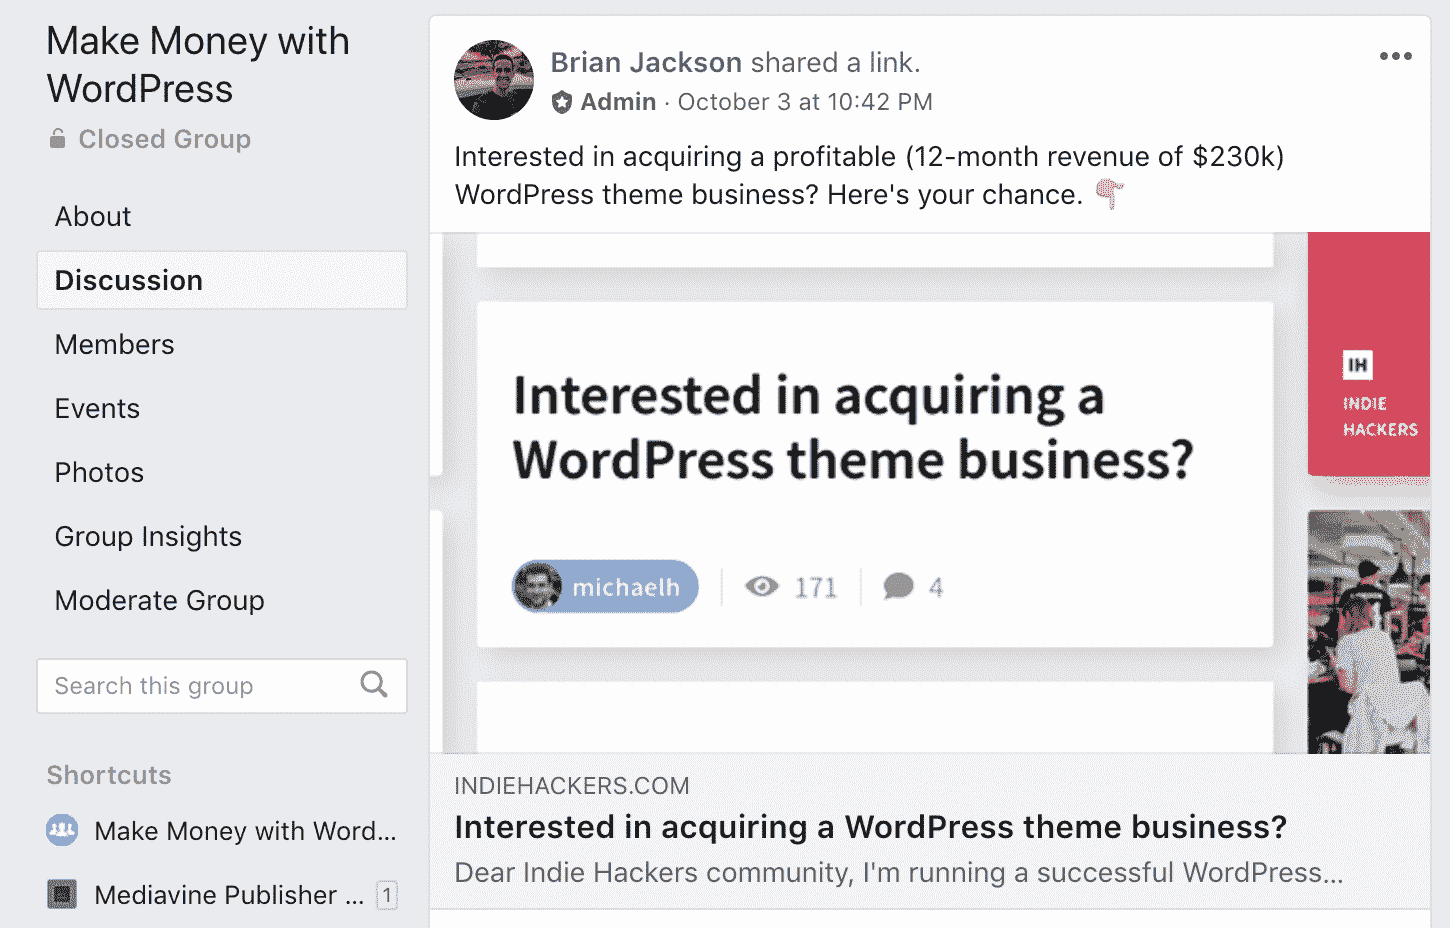 Make Money with
WordPress
Closed Group
About
Discussion
Members
Events
Photos
Group Insights
Moderate Group
Search this group
Shortcuts
Make Money with Word...
Mediavine Publisher ... 1
Brian Jackson shared a link.
Admin · October 3 at 10:42 PM
Interested in acquiring a profitable (12-month revenue of $230k)
WordPress theme business? Here's your chance. 👇
Interested in acquiring a
WordPress theme business?
michaelh 171 4
IH
INDIE
HACKERS
INDIEHACKERS.COM
Interested in acquiring a WordPress theme business?
Dear Indie Hackers community, I'm running a successful WordPress...